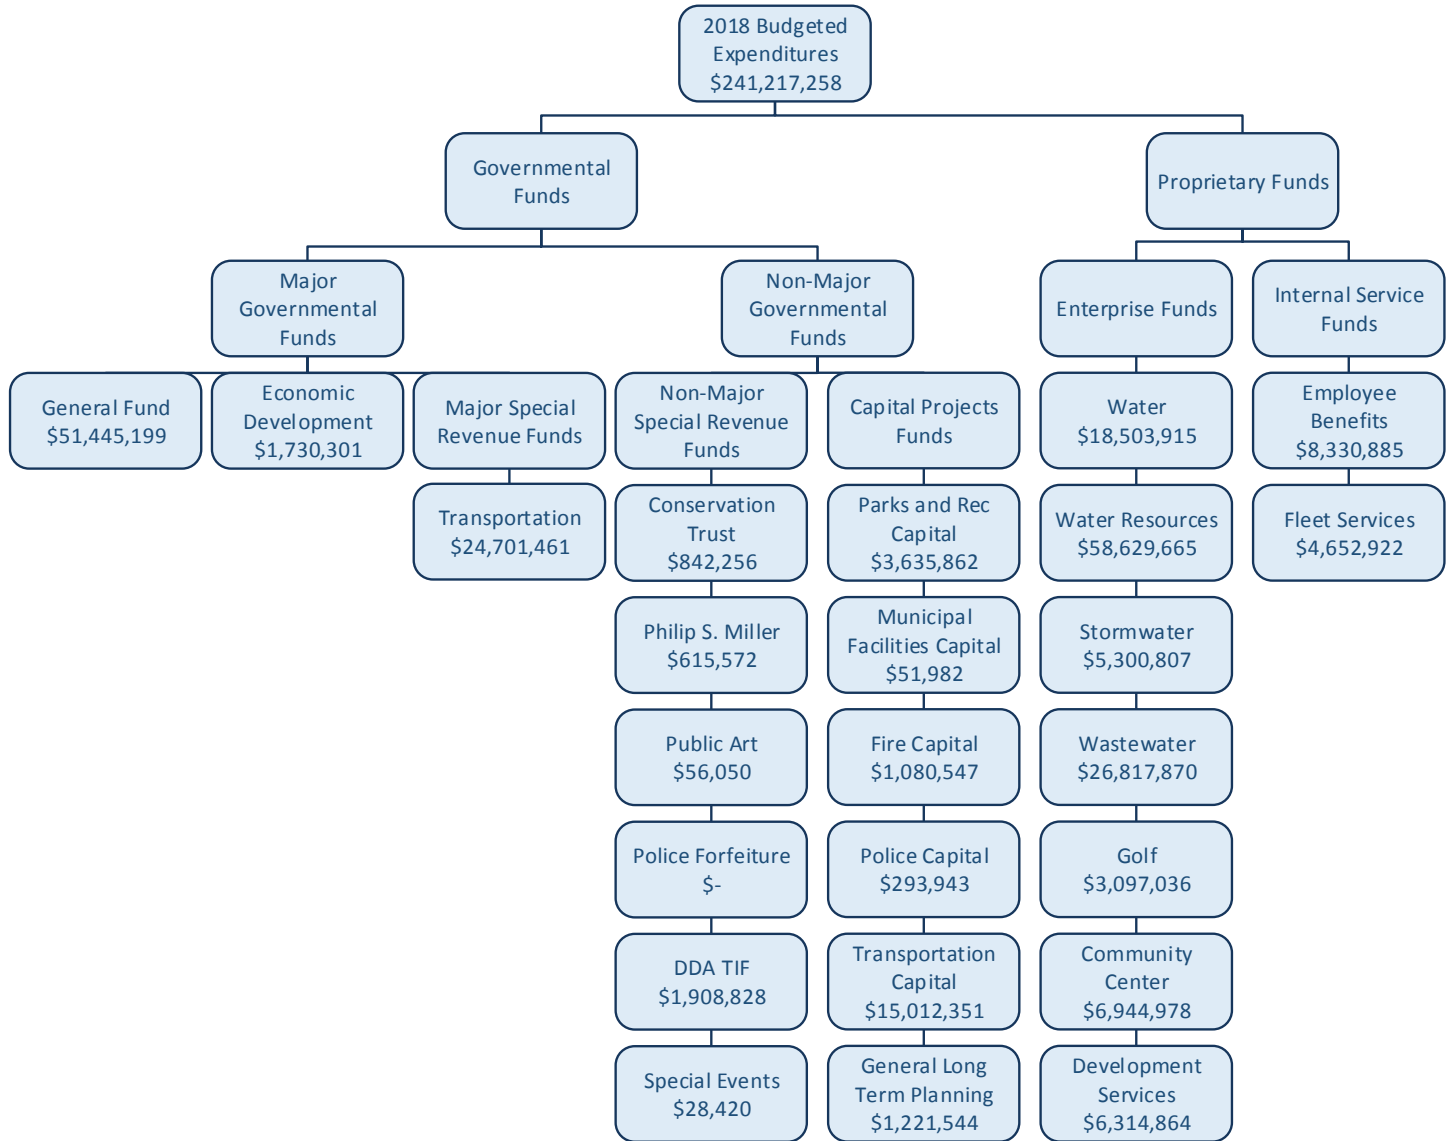 2018 Budgeted
Expenditures
$241,217,258
Governmental
Funds
Proprietary Funds
Major
Governmental
Funds
Non-Major
Governmental
Funds
Enterprise Funds
Internal Service
Funds
General Fund
$51,445,199
Economic
Development
$1,730,301
Major Special
Revenue Funds
Transportation
$24,701,461
Non-Major
Special Revenue
Funds
Conservation
Trust
$842,256
Philip S. Miller
$615,572
Public Art
$56,050
Police Forfeiture
$-
DDA TIF
$1,908,828
Special Events
$28,420
Capital Projects
Funds
Parks and Rec
Capital
$3,635,862
Municipal
Facilities Capital
$51,982
Fire Capital
$1,080,547
Police Capital
$293,943
Transportation
Capital
$15,012,351
General Long
Term Planning
$1,221,544
Water
$18,503,915
Water Resources
$58,629,665
Stormwater
$5,300,807
Wastewater
$26,817,870
Golf
$3,097,036
Community
Center
$6,944,978
Development
Services
$6,314,864
Employee
Benefits
$8,330,885
Fleet Services
$4,652,922